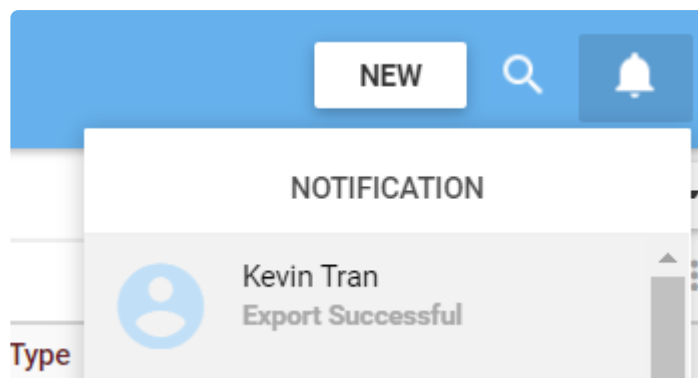 NEW
NOTIFICATION
Kevin Tran
Export Successful
Type